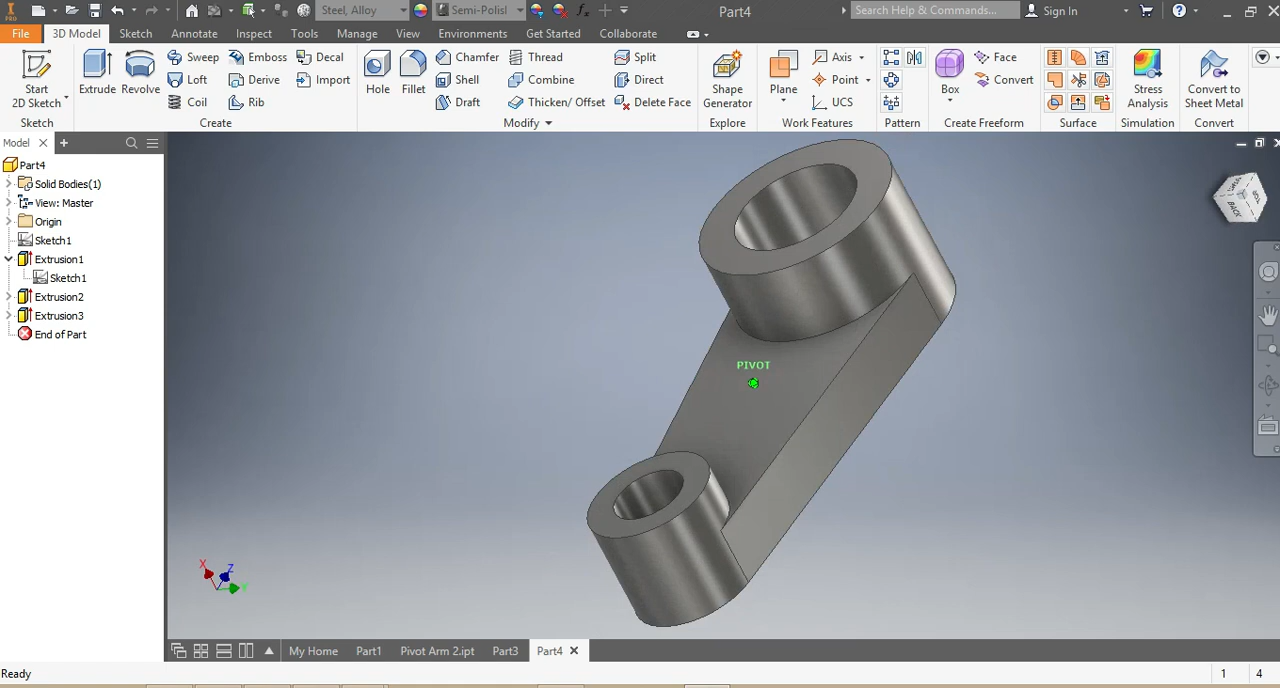 PRO
Steel, Alloy
Semi-Polisl
Part4
Search Help & Commands...
Sign In
File
3D Model
Sketch
Annotate
Inspect
Tools
Manage
View
Environments
Get Started
Collaborate
Start
2D Sketch
Sketch
Extrude
Revolve
Sweep
Loft
Coil
Emboss
Derive
Rib
Decal
Import
Create
Hole
Fillet
Chamfer
Shell
Draft
Thread
Combine
Thicken/ Offset
Split
Direct
Delete Face
Modify
Shape
Generator
Explore
Plane
Axis
Point
UCS
Work Features
Pattern
Box
Face
Convert
Create Freeform
Surface
Stress
Analysis
Simulation
Convert to
Sheet Metal
Convert
Model
Part4
Solid Bodies(1)
View: Master
Origin
Sketch1
Extrusion1
Sketch1
Extrusion2
Extrusion3
End of Part
PIVOT
BACK
X
Z
Y
My Home
Part1
Pivot Arm 2.ipt
Part3
Part4
Ready
1
4